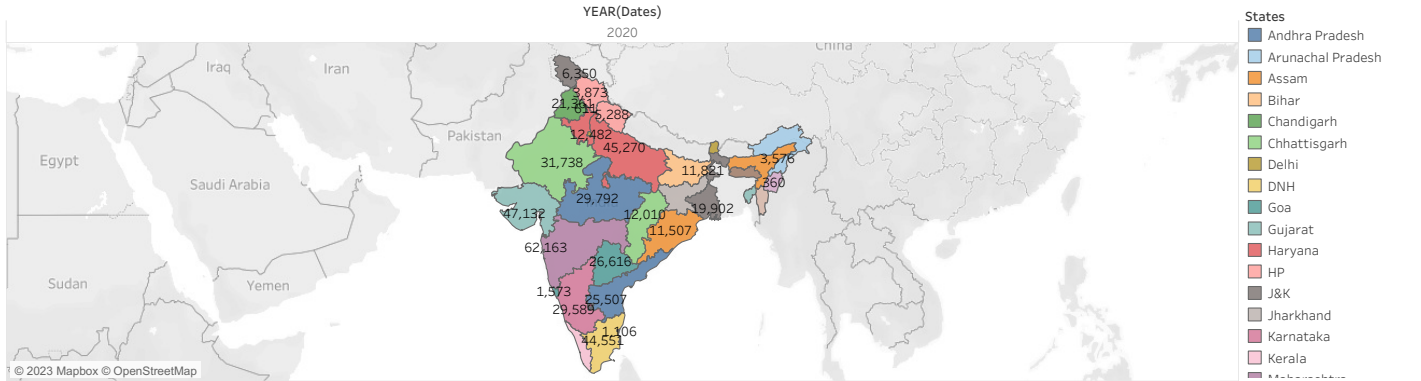 YEAR(Dates)
2020
States
Andhra Pradesh
Arunachal Pradesh
Assam
Bihar
Chandigarh
Chhattisgarh
Delhi
DNH
Goa
Gujarat
Haryana
HP
J&K
Jharkhand
Karnataka
Kerala
China
Iraq
Iran
Pakistan
Egypt
Saudi Arabia
Sudan
Yemen
6,350
3,873
21,361
611
5,288
12,482
45,270
31,738
11,821
3,576
360
29,792
47,132
12,010
19,902
11,507
62,163
26,616
1,573
25,507
29,589
1,106
44,551
© 2023 Mapbox © OpenStreetMap